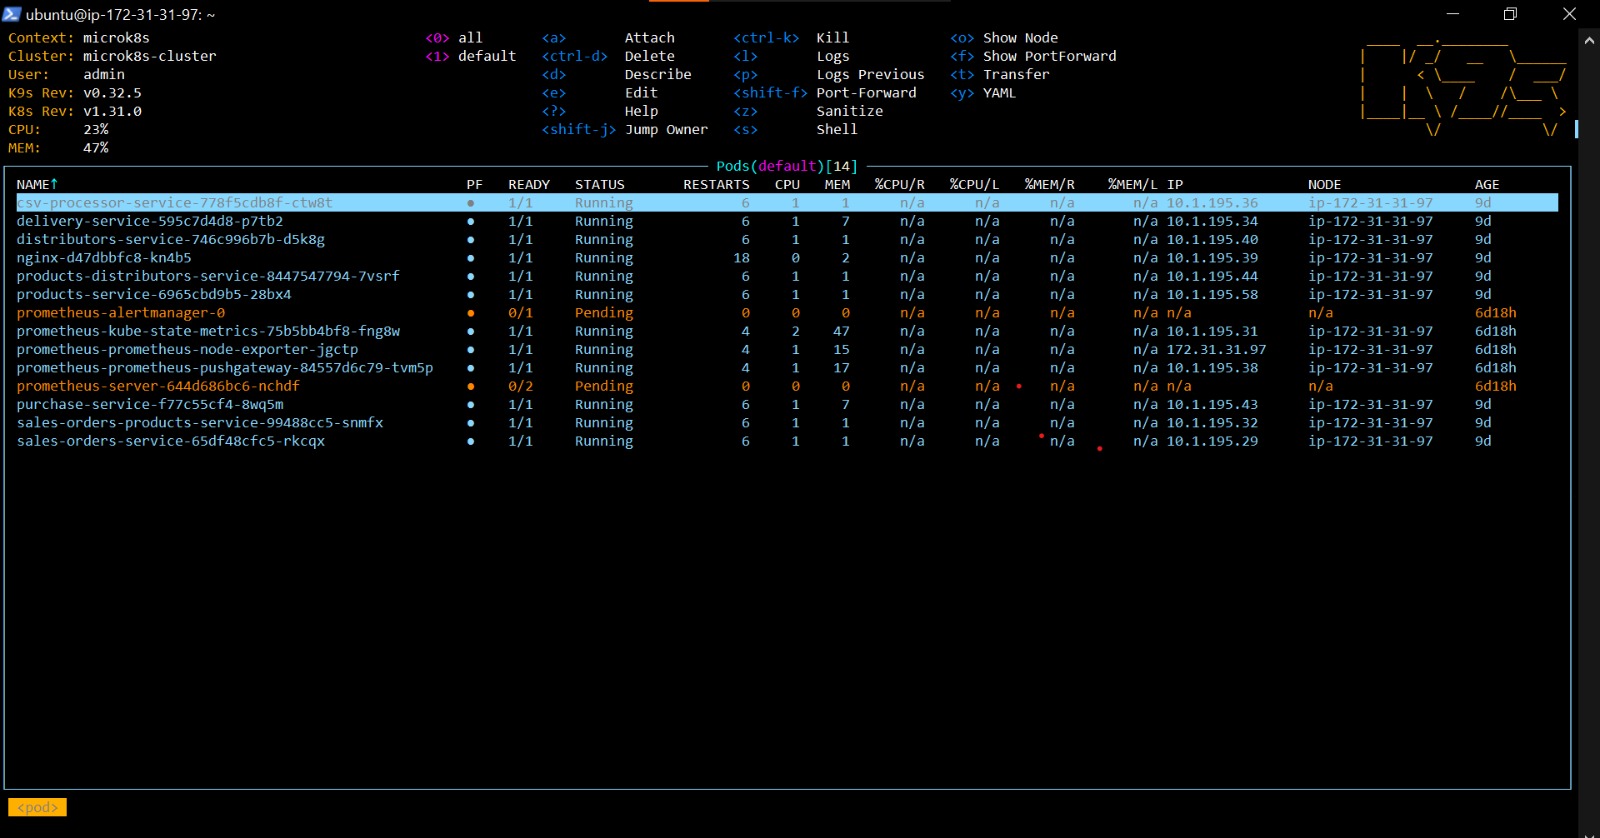 ubuntu@ip-172-31-31-97: ~
Context: microk8s <0> all <a> Attach <ctrl-k> Kill <o> Show Node
Cluster: microk8s-cluster <1> default <ctrl-d> Delete <l> Logs <f> Show PortForward
User: admin <d> Describe <p> Logs Previous <t> Transfer
K9s Rev: v0.32.5 <e> Edit <shift-f> Port-Forward <y> YAML
K8s Rev: v1.31.0 <?> Help <z> Sanitize
CPU: 23% <shift-j> Jump Owner <s> Shell
MEM: 47%
Pods(default)[14]
NAME↑ PF READY STATUS RESTARTS CPU MEM %CPU/R %CPU/L %MEM/R %MEM/L IP NODE AGE
csv-processor-service-778f5cdb8f-ctw8t ● 1/1 Running 6 1 1 n/a n/a n/a n/a 10.1.195.36 ip-172-31-31-97 9d
delivery-service-595c7d4d8-p7tb2 ● 1/1 Running 6 1 7 n/a n/a n/a n/a 10.1.195.34 ip-172-31-31-97 9d
distributors-service-746c996b7b-d5k8g ● 1/1 Running 6 1 1 n/a n/a n/a n/a 10.1.195.40 ip-172-31-31-97 9d
nginx-d47dbbfc8-kn4b5 ● 1/1 Running 18 0 2 n/a n/a n/a n/a 10.1.195.39 ip-172-31-31-97 9d
products-distributors-service-8447547794-7vsrf ● 1/1 Running 6 1 1 n/a n/a n/a n/a 10.1.195.44 ip-172-31-31-97 9d
products-service-6965cbd9b5-28bx4 ● 1/1 Running 6 1 1 n/a n/a n/a n/a 10.1.195.58 ip-172-31-31-97 9d
prometheus-alertmanager-0 ● 0/1 Pending 0 0 0 n/a n/a n/a n/a n/a n/a 6d18h
prometheus-kube-state-metrics-75b5bb4bf8-fng8w ● 1/1 Running 4 2 47 n/a n/a n/a n/a 10.1.195.31 ip-172-31-31-97 6d18h
prometheus-prometheus-node-exporter-jgctp ● 1/1 Running 4 1 15 n/a n/a n/a n/a 172.31.31.97 ip-172-31-31-97 6d18h
prometheus-prometheus-pushgateway-84557d6c79-tvm5p ● 1/1 Running 4 1 17 n/a n/a n/a n/a 10.1.195.38 ip-172-31-31-97 6d18h
prometheus-server-644d686bc6-nchdf ● 0/2 Pending 0 0 0 n/a n/a n/a n/a n/a n/a 6d18h
purchase-service-f77c55cf4-8wq5m ● 1/1 Running 6 1 7 n/a n/a n/a n/a 10.1.195.43 ip-172-31-31-97 9d
sales-orders-products-service-99488cc5-snmfx ● 1/1 Running 6 1 1 n/a n/a n/a n/a 10.1.195.32 ip-172-31-31-97 9d
sales-orders-service-65df48cfc5-rkcqx ● 1/1 Running 6 1 1 n/a n/a n/a n/a 10.1.195.29 ip-172-31-31-97 9d
<pod>